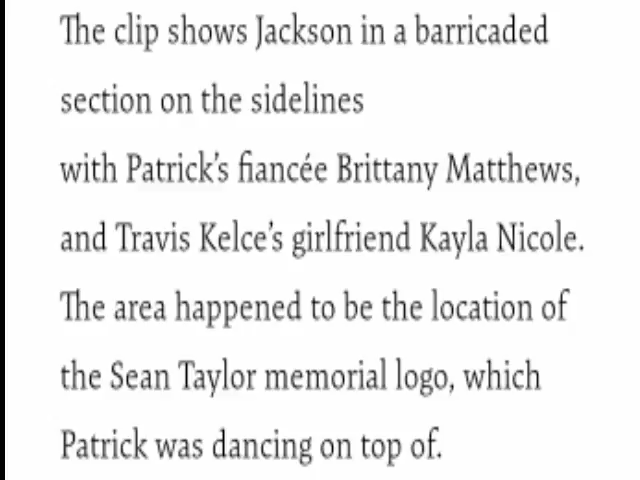 The clip shows Jackson in a barricaded
section on the sidelines
with Patrick's fiancée Brittany Matthews,
and Travis Kelce's girlfriend Kayla Nicole.
The area happened to be the location of
the Sean Taylor memorial logo, which
Patrick was dancing on top of.